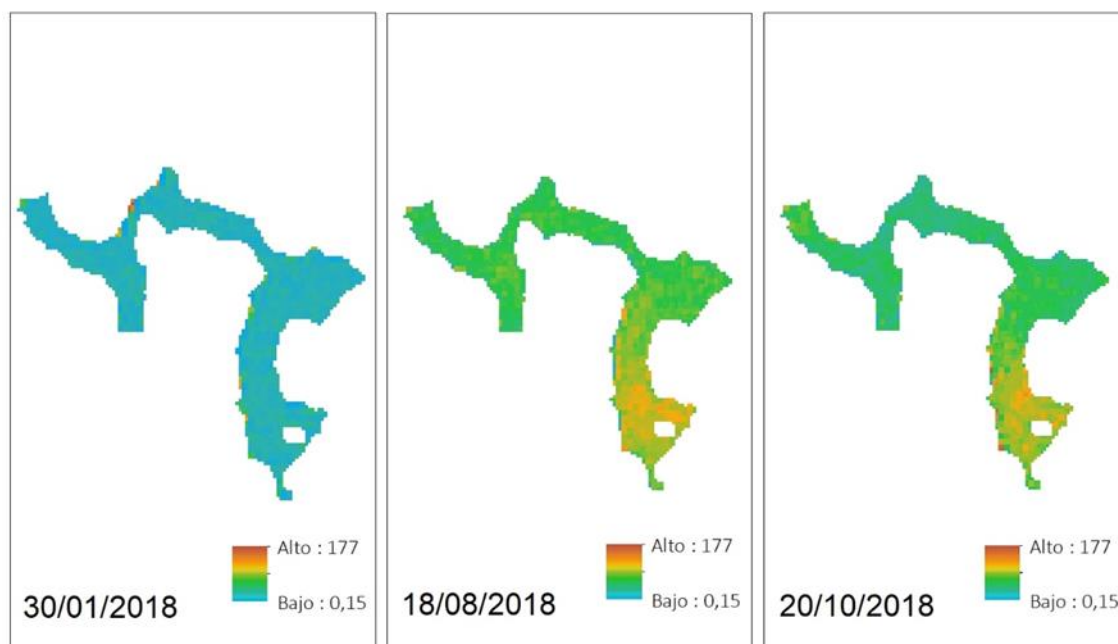 Alto : 177
Bajo : 0,15
30/01/2018
Alto : 177
Bajo : 0,15
18/08/2018
Alto : 177
Bajo : 0,15
20/10/2018